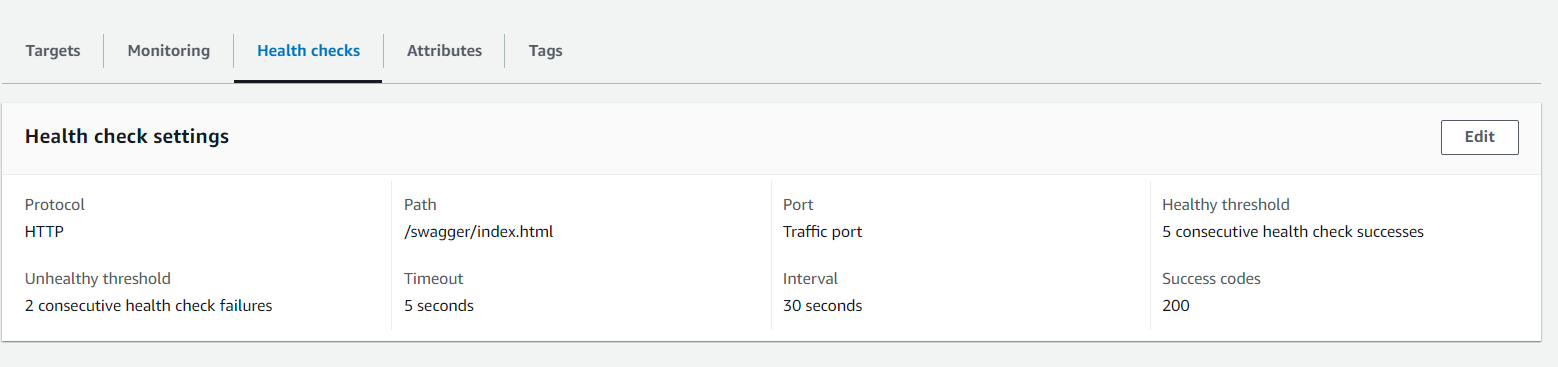 Targets
Monitoring
Health checks
Attributes
Tags
Health check settings
Edit
Protocol
HTTP
Path
/swagger/index.html
Port
Traffic port
Healthy threshold
5 consecutive health check successes
Unhealthy threshold
2 consecutive health check failures
Timeout
5 seconds
Interval
30 seconds
Success codes
200